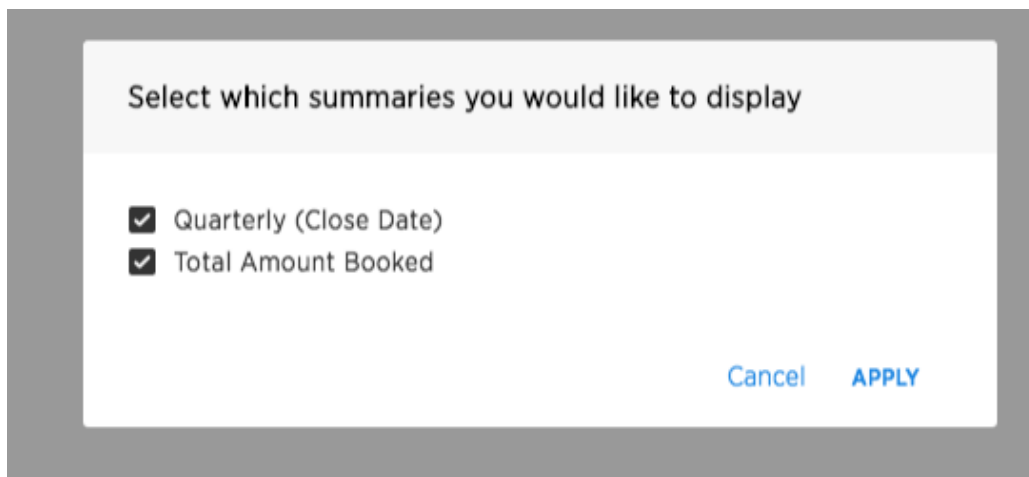 Select which summaries you would like to display
Quarterly (Close Date)
Total Amount Booked
Cancel APPLY